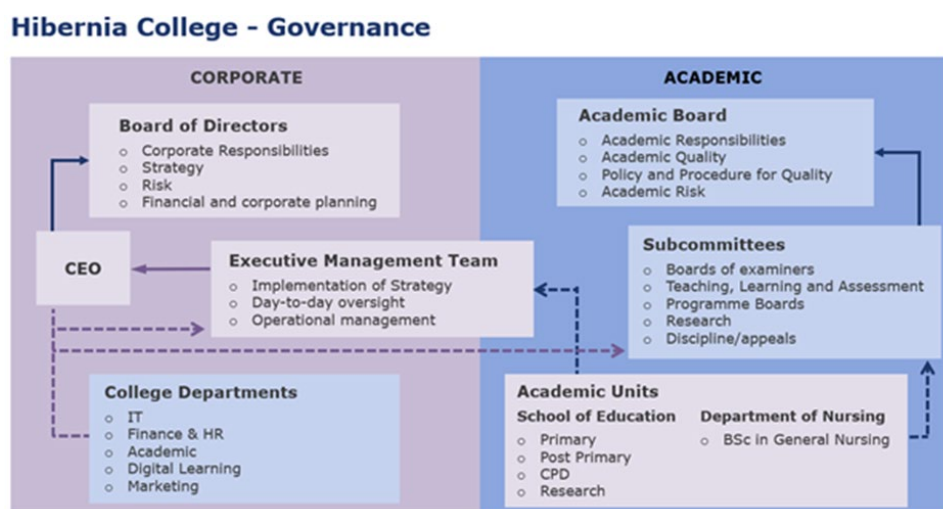 Hibernia College - Governance
CORPORATE
Board of Directors
o Corporate Responsibilities
o Strategy
o Risk
o Financial and corporate planning
CEO
Executive Management Team
o Implementation of Strategy
o Day-to-day oversight
o Operational management
College Departments
o IT
o Finance & HR
o Academic
o Digital Learning
o Marketing
ACADEMIC
Academic Board
o Academic Responsibilities
o Academic Quality
o Policy and Procedure for Quality
o Academic Risk
Subcommittees
o Boards of examiners
o Teaching, Learning and Assessment
o Programme Boards
o Research
o Discipline/appeals
Academic Units
School of Education
o Primary
o Post Primary
o CPD
o Research
Department of Nursing
o BSc in General Nursing